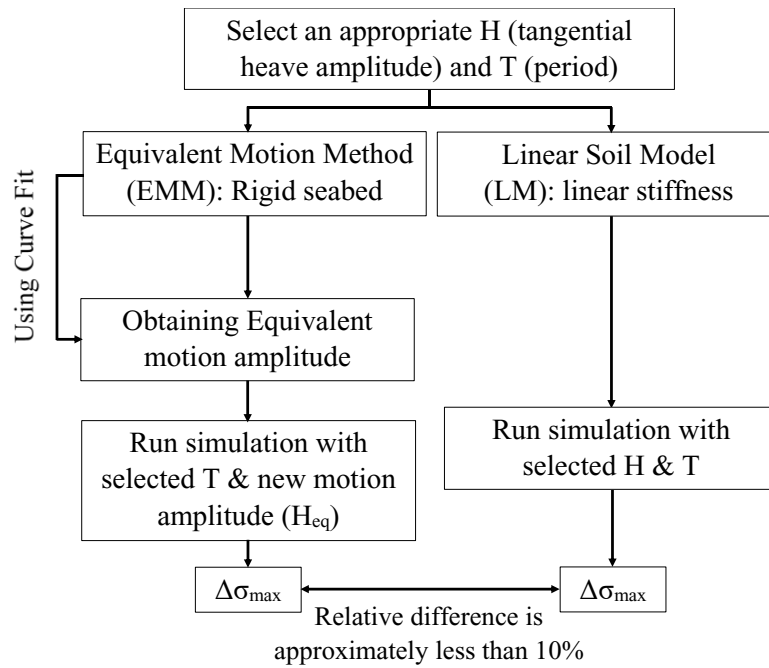 Select an appropriate H (tangential
heave amplitude) and T (period)
Equivalent Motion Method
(EMM): Rigid seabed
Linear Soil Model
(LM): linear stiffness
Using Curve Fit
Obtaining Equivalent
motion amplitude
Run simulation with
selected T & new motion
amplitude (Heq)
Run simulation with
selected H & T
Δσmax
Δσmax
Relative difference is
approximately less than 10%